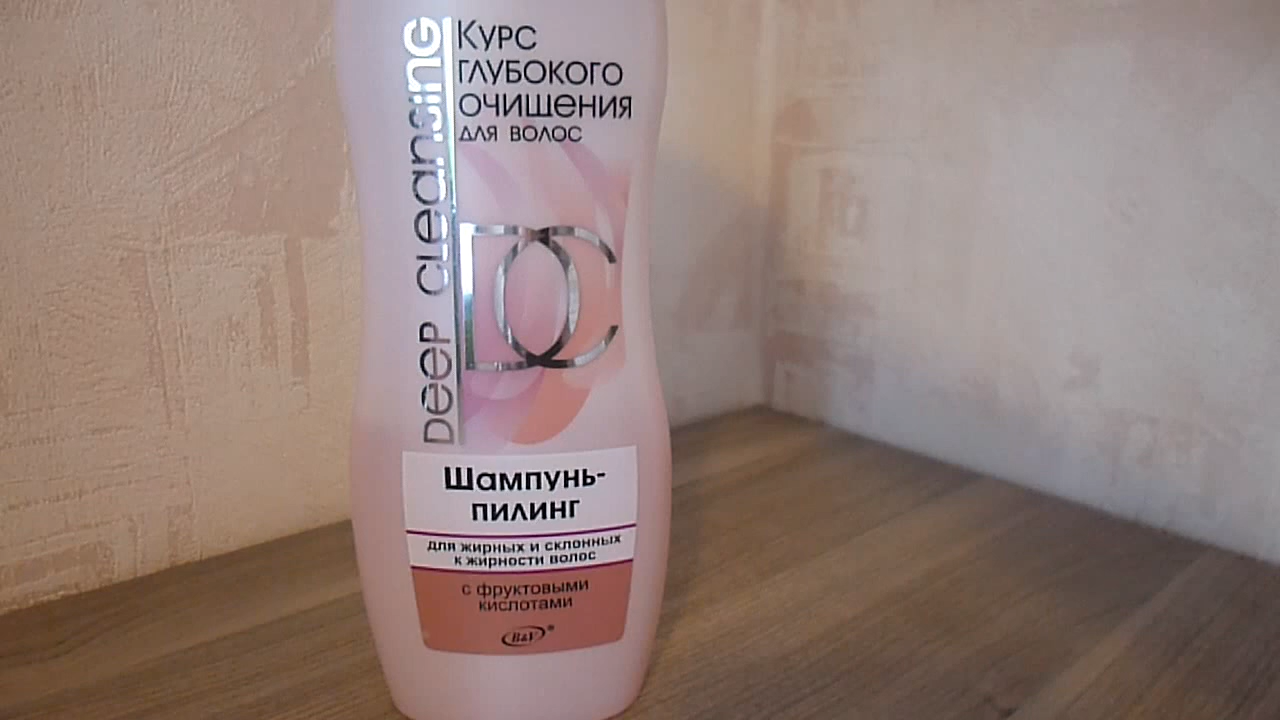 DEEP CLEANSING
Курс
глубокого
очищения
для волос
DC
Шампунь-
пилинг
для жирных и склонных
к жирности волос
с фруктовыми
кислотами
B&V®